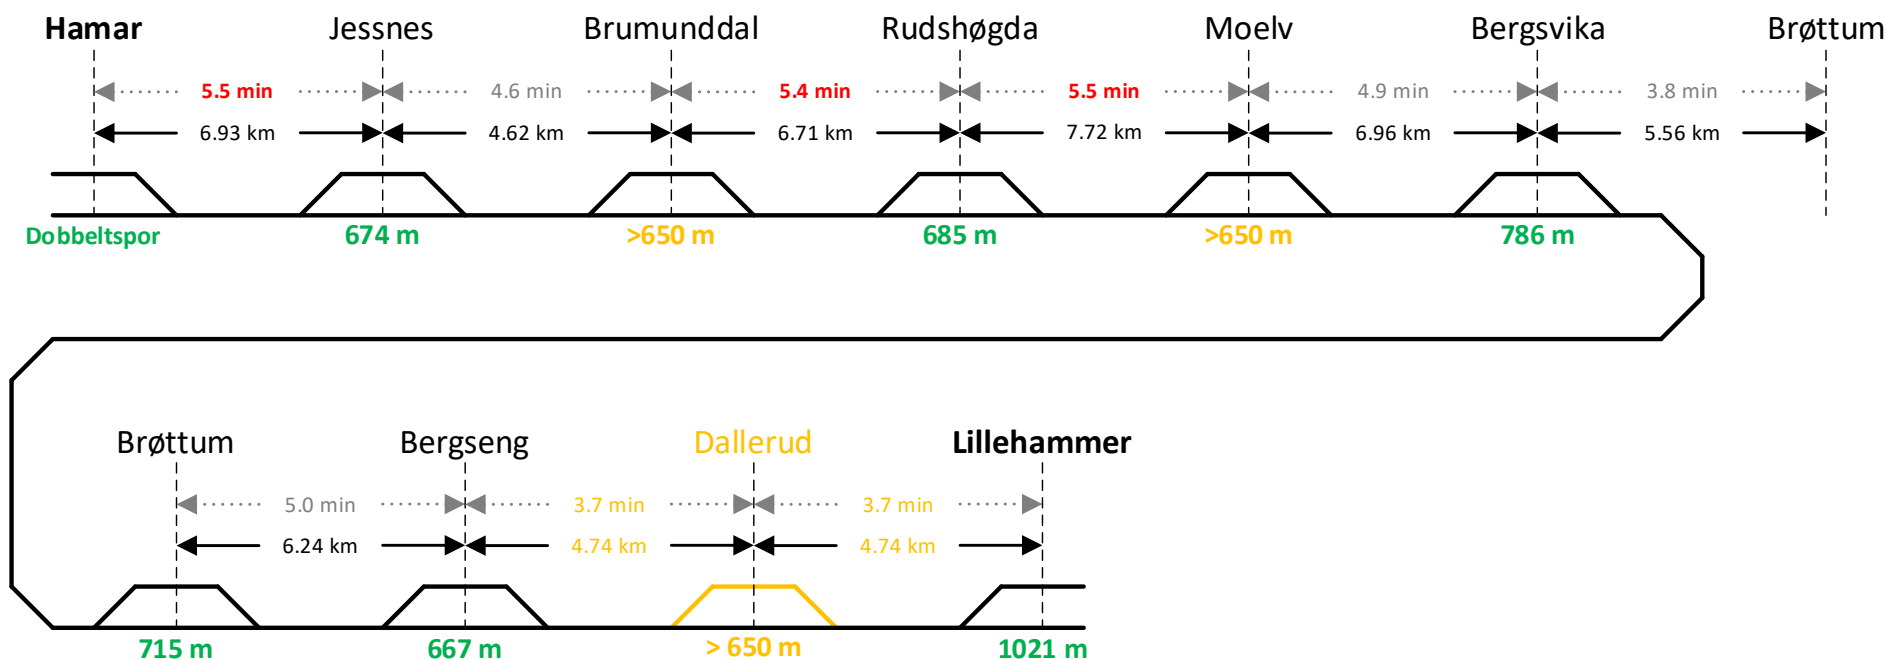 Hamar Jessnes Brumunddal Rudshøgda Moelv Bergsvika Brøttum
5.5 min 4.6 min 5.4 min 5.5 min 4.9 min 3.8 min
6.93 km 4.62 km 6.71 km 7.72 km 6.96 km 5.56 km
Dobbeltspor 674 m >650 m 685 m >650 m 786 m
Brøttum Bergseng Dallerud Lillehammer
5.0 min 3.7 min 3.7 min
6.24 km 4.74 km 4.74 km
715 m 667 m > 650 m 1021 m